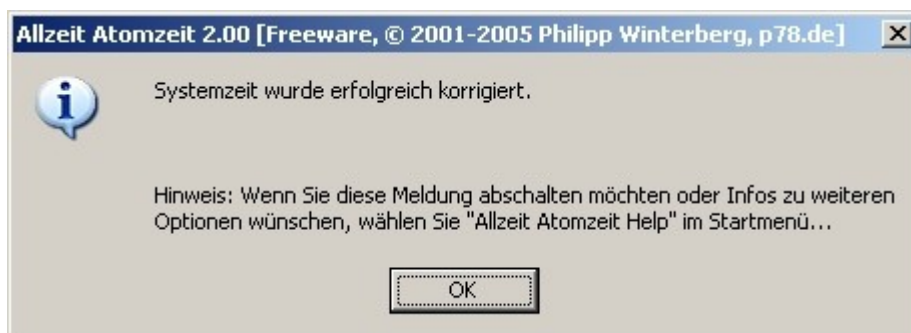 Allzeit Atomzeit 2.00 [Freeware, © 2001-2005 Philipp Winterberg, p78.de]
Systemzeit wurde erfolgreich korrigiert.
Hinweis: Wenn Sie diese Meldung abschalten möchten oder Infos zu weiteren
Optionen wünschen, wählen Sie "Allzeit Atomzeit Help" im Startmenü...
OK